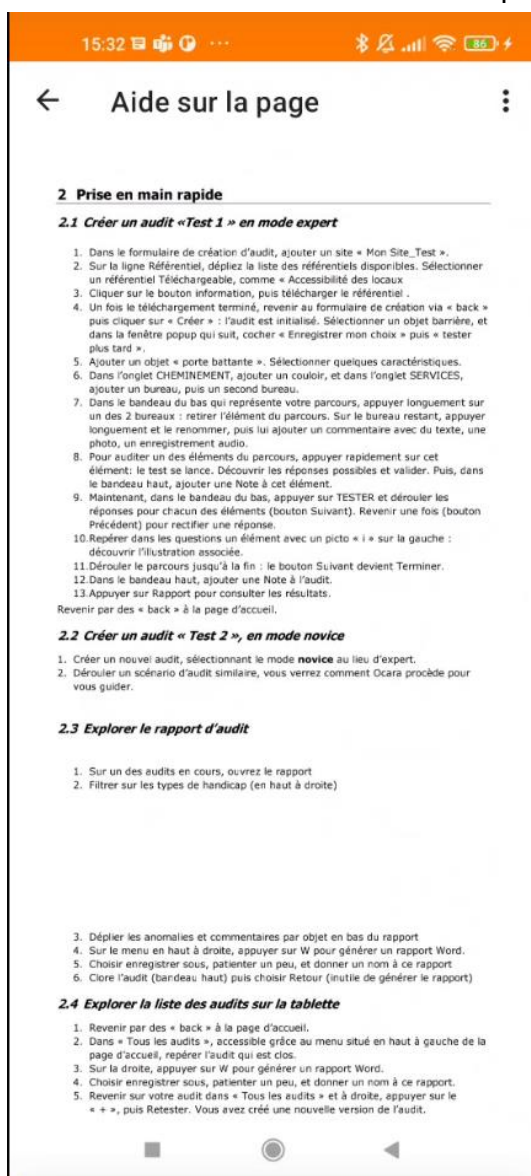 15:32
86
Aide sur la page
2 Prise en main rapide
2.1 Créer un audit «Test 1 » en mode expert
1. Dans le formulaire de création d'audit, ajouter un site « Mon Site_Test ».
2. Sur la ligne Référentiel, dépliez la liste des référentiels disponibles. Sélectionner
un référentiel Téléchargeable, comme « Accessibilité des locaux
3. Cliquer sur le bouton information, puis télécharger le référentiel .
4. Un fois le téléchargement terminé, revenir au formulaire de création via « back »
puis cliquer sur « Créer » : l'audit est initialisé. Sélectionner un objet barrière, et
dans la fenêtre popup qui suit, cocher « Enregistrer mon choix » puis « tester
plus tard ».
5. Ajouter un objet « porte battante ». Sélectionner quelques caractéristiques.
6. Dans l'onglet CHEMINEMENT, ajouter un couloir, et dans l'onglet SERVICES,
ajouter un bureau, puis un second bureau.
7. Dans le bandeau du bas qui représente votre parcours, appuyer longuement sur
un des 2 bureaux : retirer l'élément du parcours. Sur le bureau restant, appuyer
longuement et le renommer, puis lui ajouter un commentaire avec du texte, une
photo, un enregistrement audio.
8. Pour auditer un des éléments du parcours, appuyer rapidement sur cet
élément: le test se lance. Découvrir les réponses possibles et valider. Puis, dans
le bandeau haut, ajouter une Note à cet élément.
9. Maintenant, dans le bandeau du bas, appuyer sur TESTER et dérouler les
réponses pour chacun des éléments (bouton Suivant). Revenir une fois (bouton
Précédent) pour rectifier une réponse.
10.Repérer dans les questions un élément avec un picto « i » sur la gauche :
découvrir l'illustration associée.
11.Dérouler le parcours jusqu'à la fin : le bouton Suivant devient Terminer.
12.Dans le bandeau haut, ajouter une Note à l'audit.
13.Appuyer sur Rapport pour consulter les résultats.
Revenir par des « back » à la page d'accueil.
2.2 Créer un audit « Test 2 », en mode novice
1. Créer un nouvel audit, sélectionnant le mode novice au lieu d'expert.
2. Dérouler un scénario d'audit similaire, vous verrez comment Ocara procède pour
vous guider.
2.3 Explorer le rapport d'audit
1. Sur un des audits en cours, ouvrez le rapport
2. Filtrer sur les types de handicap (en haut à droite)
3. Déplier les anomalies et commentaires par objet en bas du rapport
4. Sur le menu en haut à droite, appuyer sur W pour générer un rapport Word.
5. Choisir enregistrer sous, patienter un peu, et donner un nom à ce rapport
6. Clore l'audit (bandeau haut) puis choisir Retour (inutile de générer le rapport)
2.4 Explorer la liste des audits sur la tablette
1. Revenir par des « back » à la page d'accueil.
2. Dans « Tous les audits », accessible grâce au menu situé en haut à gauche de la
page d'accueil, repérer l'audit qui est clos.
3. Sur la droite, appuyer sur W pour générer un rapport Word.
4. Choisir enregistrer sous, patienter un peu, et donner un nom à ce rapport.
5. Revenir sur votre audit dans « Tous les audits » et à droite, appuyer sur le
« + », puis Retester. Vous avez créé une nouvelle version de l'audit.